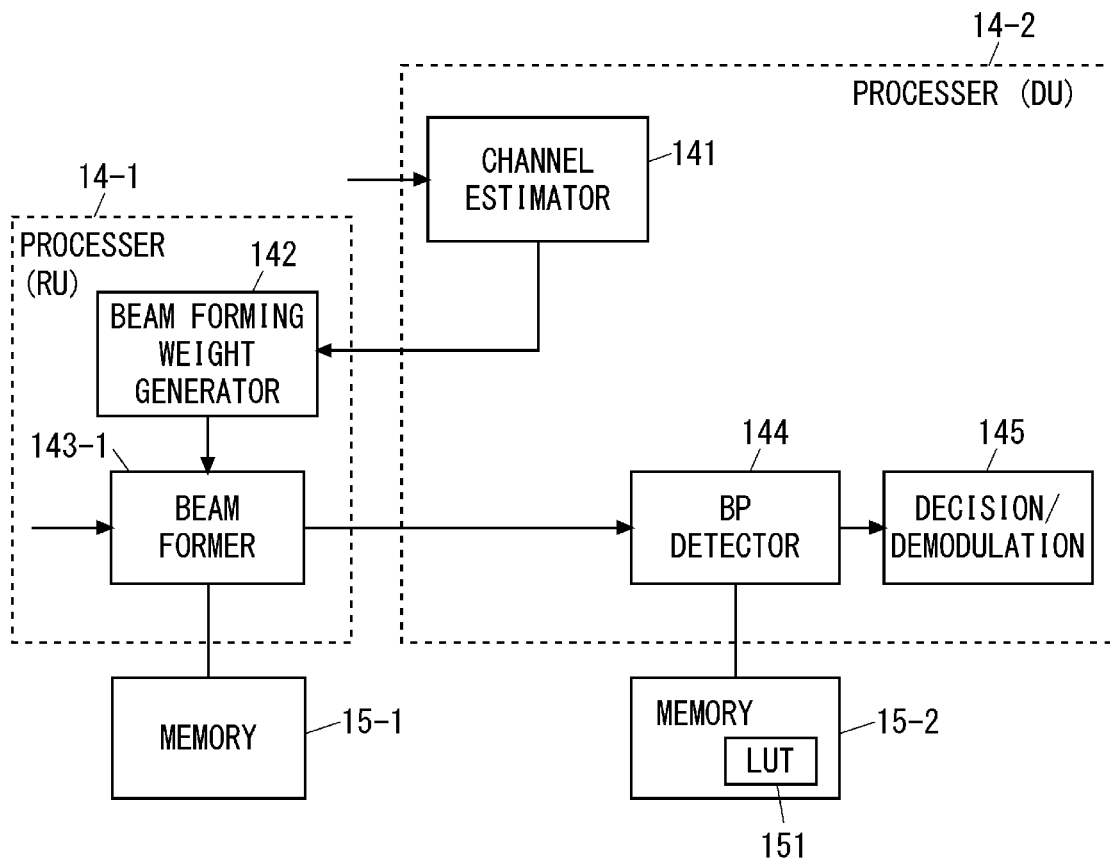 14-2
PROCESSER (DU)
CHANNEL
ESTIMATOR
141
14-1
PROCESSER
(RU)
142
BEAM FORMING
WEIGHT
GENERATOR
143-1
BEAM
FORMER
144
BP
DETECTOR
145
DECISION/
DEMODULATION
MEMORY
15-1
MEMORY
15-2
LUT
151